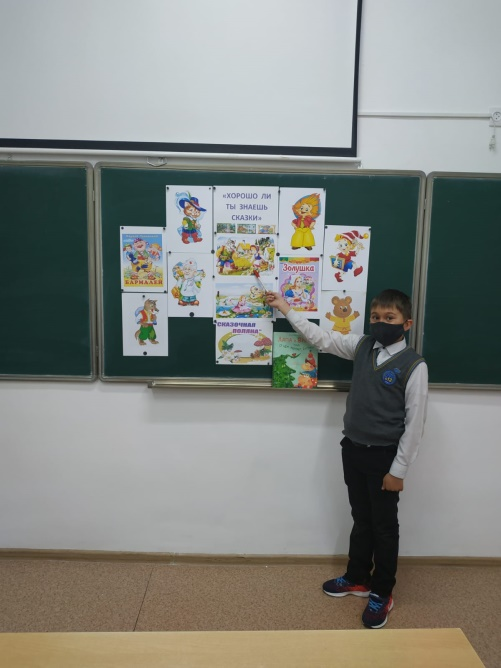 «ХОРОШО ЛИ
ТЫ ЗНАЕШЬ
СКАЗКИ»
БАРМАЛЕЙ
Золушка
"СКАЗОЧНАЯ
ПОЛЯНА"